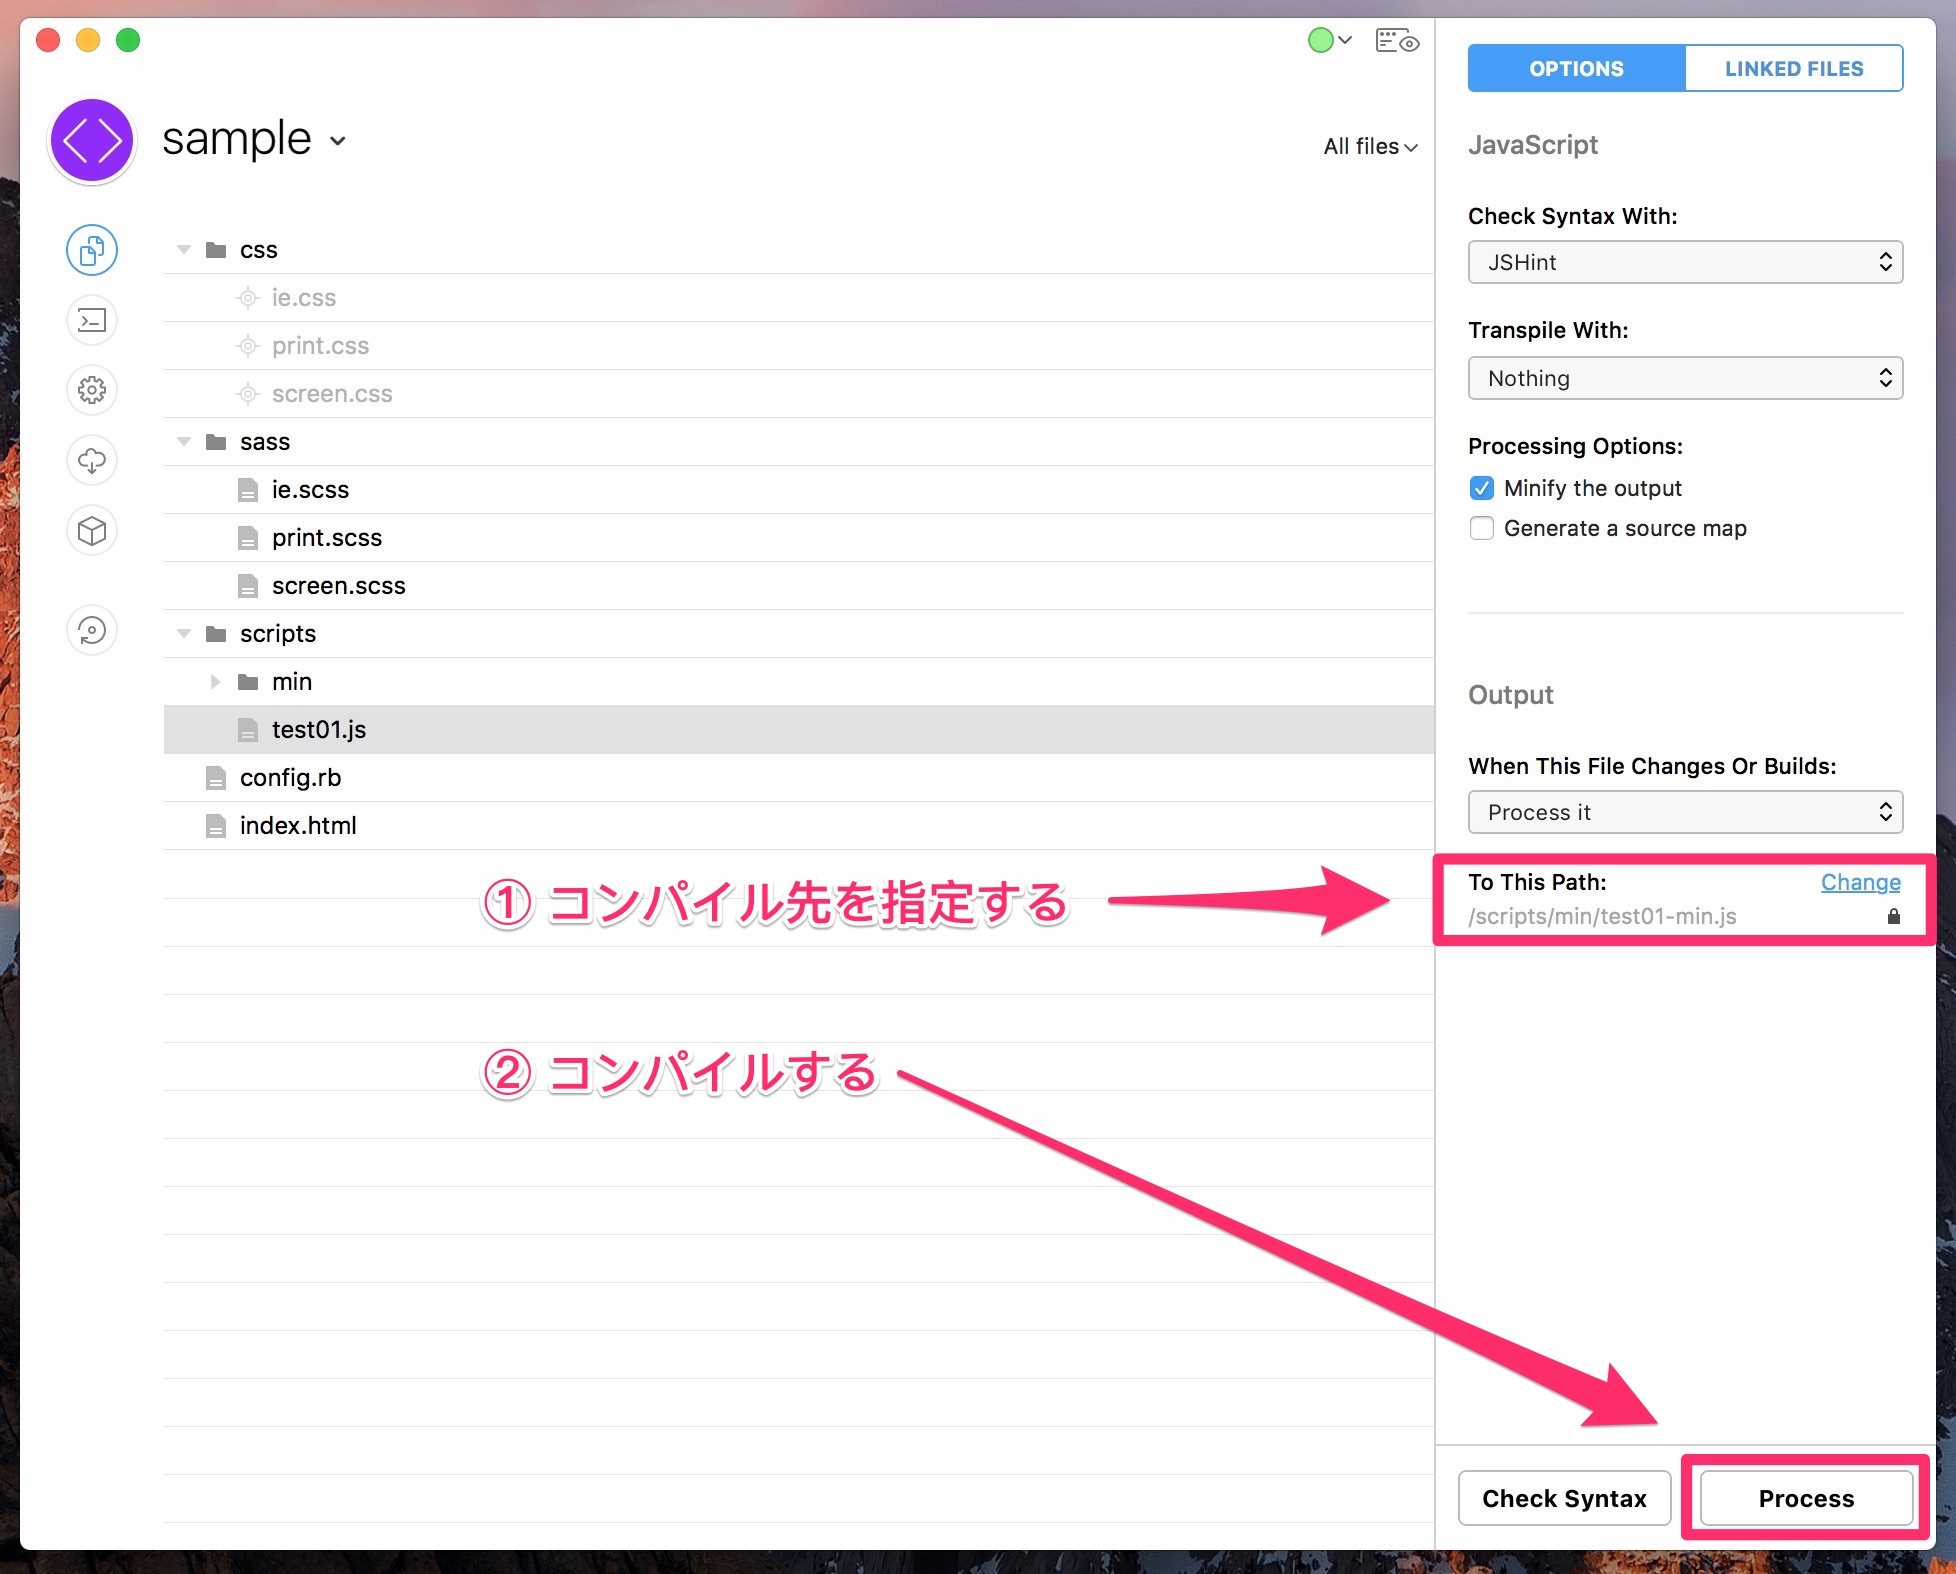 sample
All files
css
ie.css
print.css
screen.css
sass
ie.scss
print.scss
screen.scss
scripts
min
test01.js
config.rb
index.html
① コンパイル先を指定する
② コンパイルする
OPTIONS
LINKED FILES
JavaScript
Check Syntax With:
JSHint
Transpile With:
Nothing
Processing Options:
Minify the output
Generate a source map
Output
When This File Changes Or Builds:
Process it
To This Path:
Change
/scripts/min/test01-min.js
Check Syntax
Process